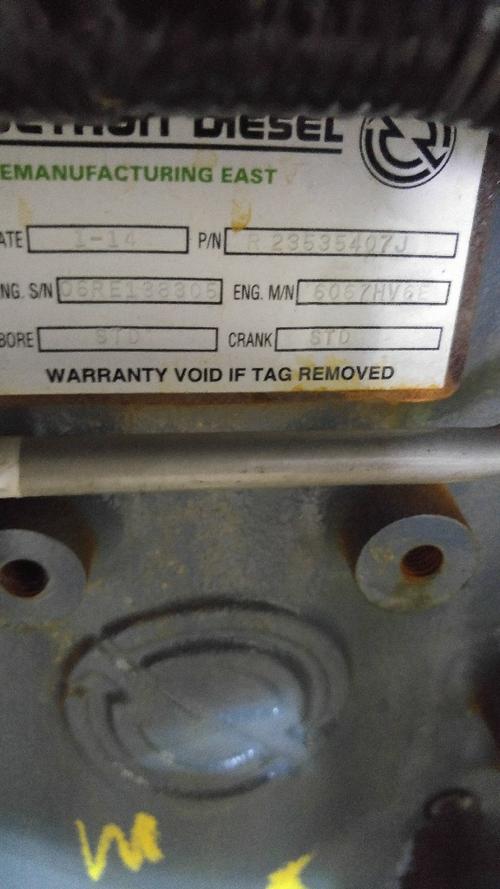 DETROIT DIESEL
EMANUFACTURING EAST
ATE 1-14 P/N R 23535407J
NG. S/N 06RE138305 ENG. M/N 6067HV6E
BORE STD CRANK STD
WARRANTY VOID IF TAG REMOVED